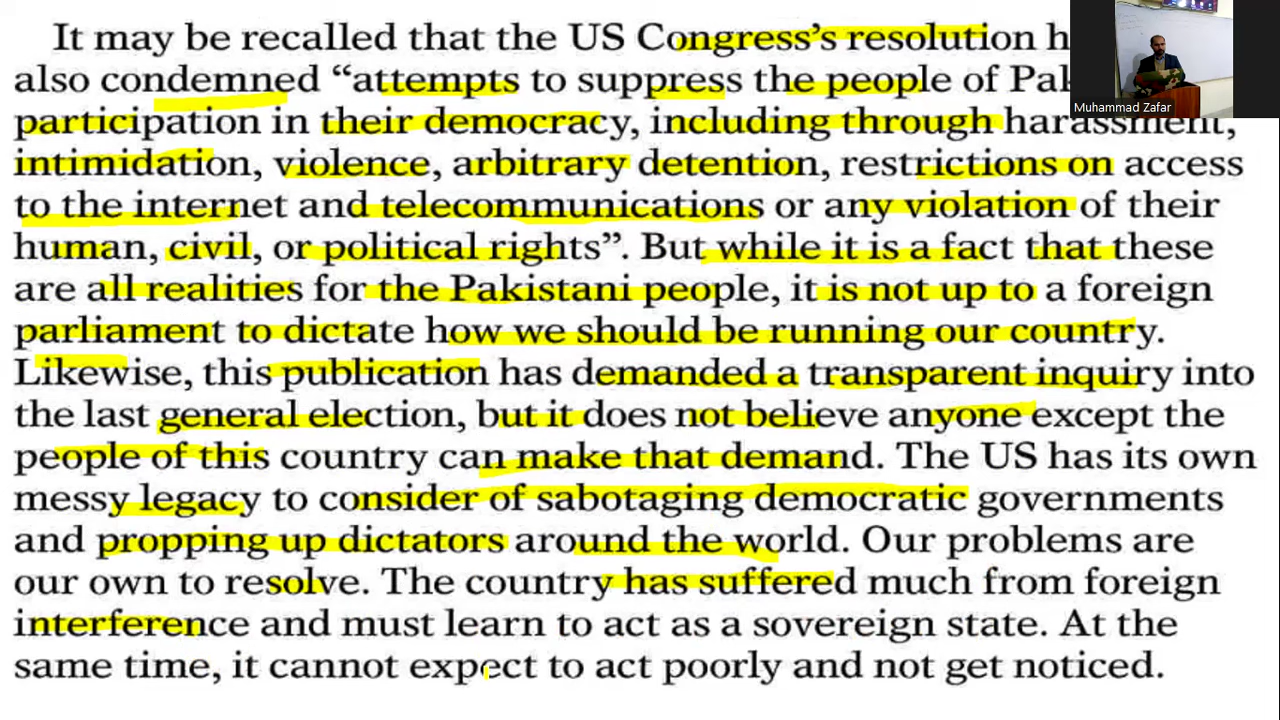 It may be recalled that the US Congress’s resolution h
also condemned “attempts to suppress the people of Pak
participation in their democracy, including through harassment,
intimidation, violence, arbitrary detention, restrictions on access
to the internet and telecommunications or any violation of their
human, civil, or political rights”. But while it is a fact that these
are all realities for the Pakistani people, it is not up to a foreign
parliament to dictate how we should be running our country.
Likewise, this publication has demanded a transparent inquiry into
the last general election, but it does not believe anyone except the
people of this country can make that demand. The US has its own
messy legacy to consider of sabotaging democratic governments
and propping up dictators around the world. Our problems are
our own to resolve. The country has suffered much from foreign
interference and must learn to act as a sovereign state. At the
same time, it cannot expect to act poorly and not get noticed.
Muhammad Zafar